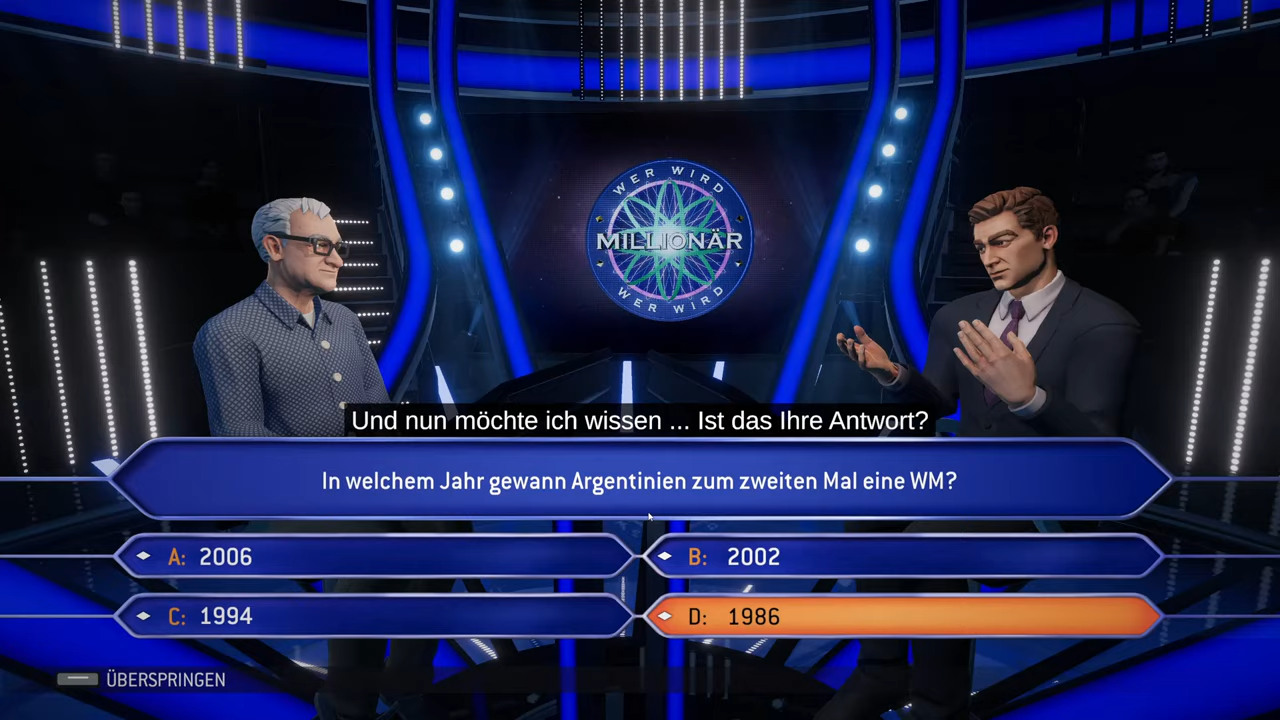 WER WIRD
MILLIONÄR
WER WIRD
Und nun möchte ich wissen ... Ist das Ihre Antwort?
In welchem Jahr gewann Argentinien zum zweiten Mal eine WM?
A: 2006
B: 2002
C: 1994
D: 1986
ÜBERSPRINGEN